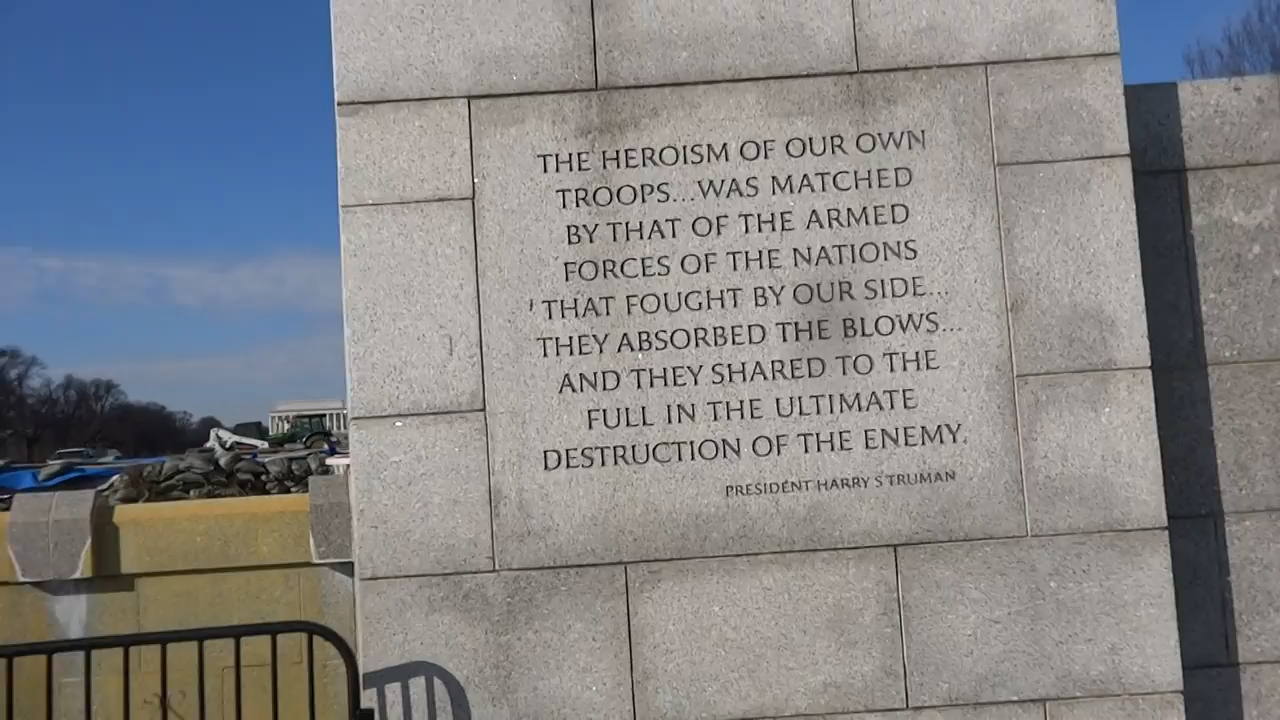 THE HEROISM OF OUR OWN
TROOPS...WAS MATCHED
BY THAT OF THE ARMED
FORCES OF THE NATIONS
THAT FOUGHT BY OUR SIDE...
THEY ABSORBED THE BLOWS...
AND THEY SHARED TO THE
FULL IN THE ULTIMATE
DESTRUCTION OF THE ENEMY.
PRESIDENT HARRY S TRUMAN